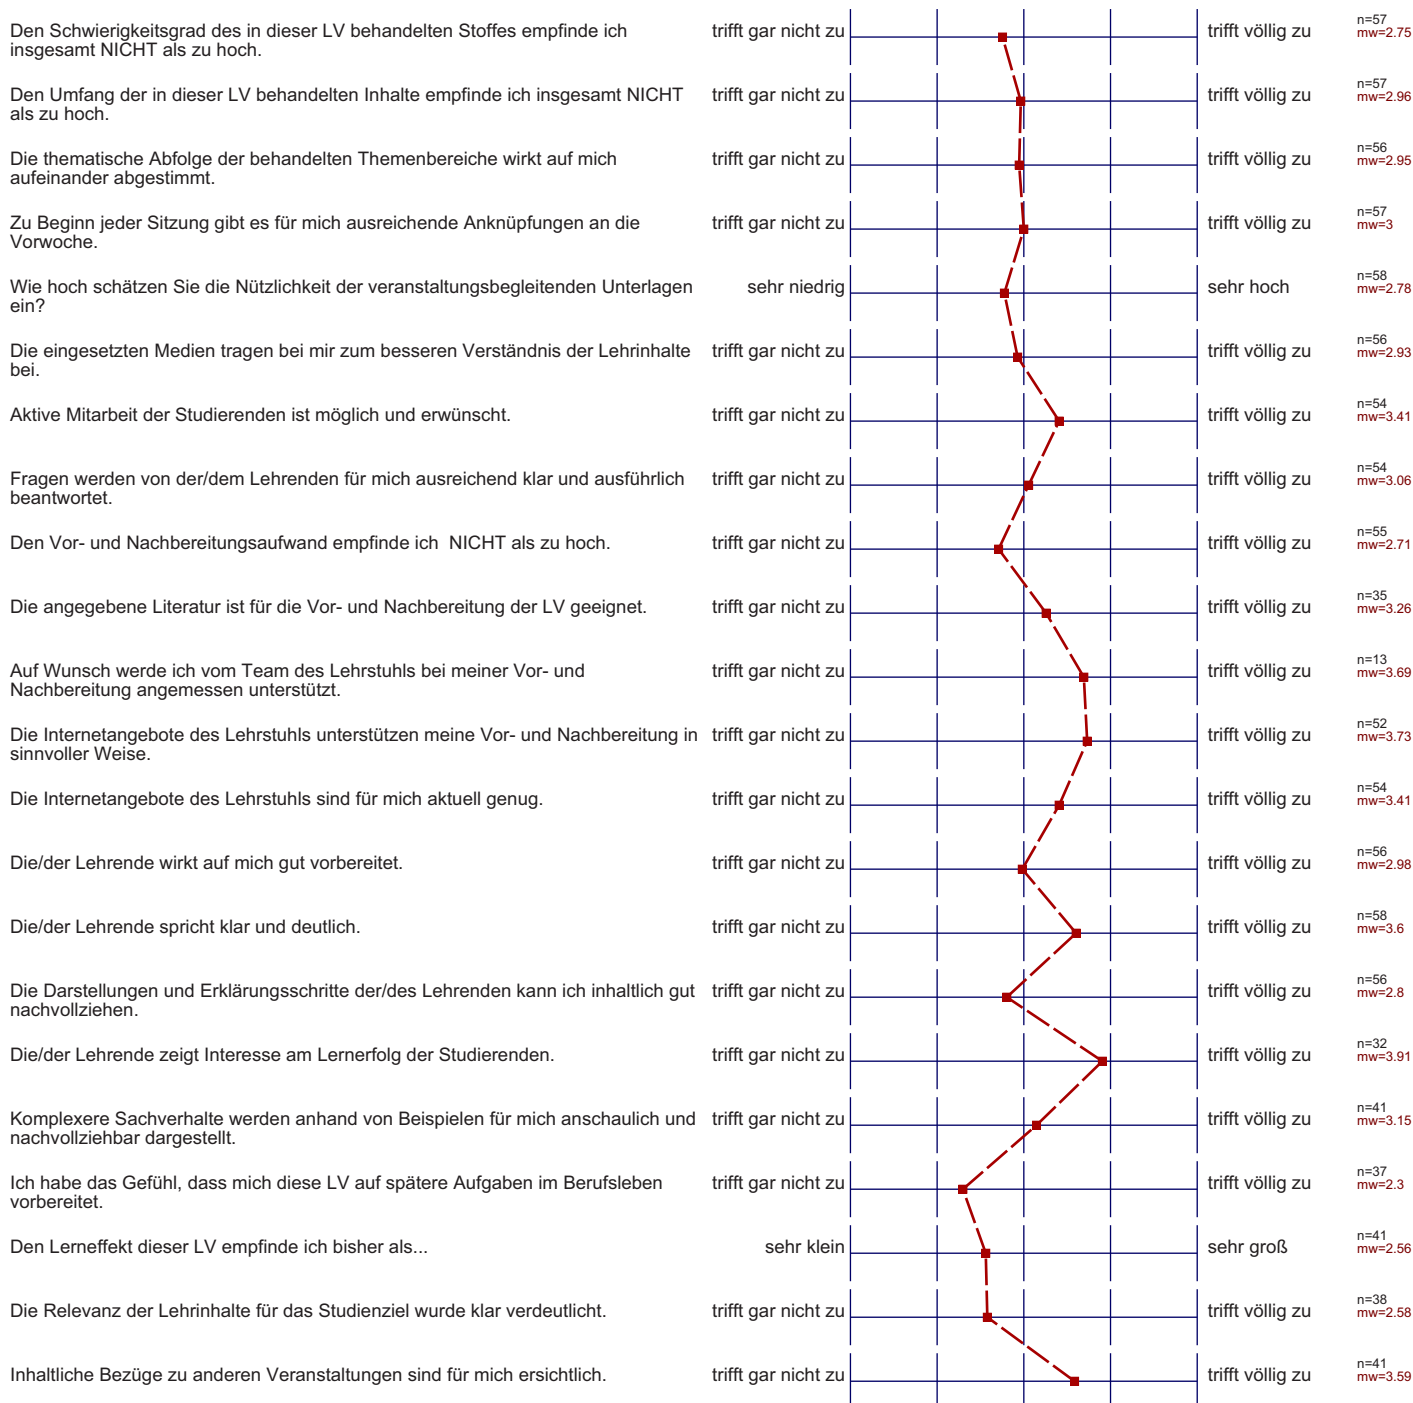 Den Schwierigkeitsgrad des in dieser LV behandelten Stoffes empfinde ich
insgesamt NICHT als zu hoch.
trifft gar nicht zu
trifft völlig zu
n=57
mw=2.75
Den Umfang der in dieser LV behandelten Inhalte empfinde ich insgesamt NICHT
als zu hoch.
trifft gar nicht zu
trifft völlig zu
n=57
mw=2.96
Die thematische Abfolge der behandelten Themenbereiche wirkt auf mich
aufeinander abgestimmt.
trifft gar nicht zu
trifft völlig zu
n=56
mw=2.95
Zu Beginn jeder Sitzung gibt es für mich ausreichende Anknüpfungen an die
Vorwoche.
trifft gar nicht zu
trifft völlig zu
n=57
mw=3
Wie hoch schätzen Sie die Nützlichkeit der veranstaltungsbegleitenden Unterlagen
ein?
sehr niedrig
sehr hoch
n=58
mw=2.78
Die eingesetzten Medien tragen bei mir zum besseren Verständnis der Lehrinhalte
bei.
trifft gar nicht zu
trifft völlig zu
n=56
mw=2.93
Aktive Mitarbeit der Studierenden ist möglich und erwünscht.
trifft gar nicht zu
trifft völlig zu
n=54
mw=3.41
Fragen werden von der/dem Lehrenden für mich ausreichend klar und ausführlich
beantwortet.
trifft gar nicht zu
trifft völlig zu
n=54
mw=3.06
Den Vor- und Nachbereitungsaufwand empfinde ich  NICHT als zu hoch.
trifft gar nicht zu
trifft völlig zu
n=55
mw=2.71
Die angegebene Literatur ist für die Vor- und Nachbereitung der LV geeignet.
trifft gar nicht zu
trifft völlig zu
n=35
mw=3.26
Auf Wunsch werde ich vom Team des Lehrstuhls bei meiner Vor- und
Nachbereitung angemessen unterstützt.
trifft gar nicht zu
trifft völlig zu
n=13
mw=3.69
Die Internetangebote des Lehrstuhls unterstützen meine Vor- und Nachbereitung in
sinnvoller Weise.
trifft gar nicht zu
trifft völlig zu
n=52
mw=3.73
Die Internetangebote des Lehrstuhls sind für mich aktuell genug.
trifft gar nicht zu
trifft völlig zu
n=54
mw=3.41
Die/der Lehrende wirkt auf mich gut vorbereitet.
trifft gar nicht zu
trifft völlig zu
n=56
mw=2.98
Die/der Lehrende spricht klar und deutlich.
trifft gar nicht zu
trifft völlig zu
n=58
mw=3.6
Die Darstellungen und Erklärungsschritte der/des Lehrenden kann ich inhaltlich gut
nachvollziehen.
trifft gar nicht zu
trifft völlig zu
n=56
mw=2.8
Die/der Lehrende zeigt Interesse am Lernerfolg der Studierenden.
trifft gar nicht zu
trifft völlig zu
n=32
mw=3.91
Komplexere Sachverhalte werden anhand von Beispielen für mich anschaulich und
nachvollziehbar dargestellt.
trifft gar nicht zu
trifft völlig zu
n=41
mw=3.15
Ich habe das Gefühl, dass mich diese LV auf spätere Aufgaben im Berufsleben
vorbereitet.
trifft gar nicht zu
trifft völlig zu
n=37
mw=2.3
Den Lerneffekt dieser LV empfinde ich bisher als...
sehr klein
sehr groß
n=41
mw=2.56
Die Relevanz der Lehrinhalte für das Studienziel wurde klar verdeutlicht.
trifft gar nicht zu
trifft völlig zu
n=38
mw=2.58
Inhaltliche Bezüge zu anderen Veranstaltungen sind für mich ersichtlich.
trifft gar nicht zu
trifft völlig zu
n=41
mw=3.59